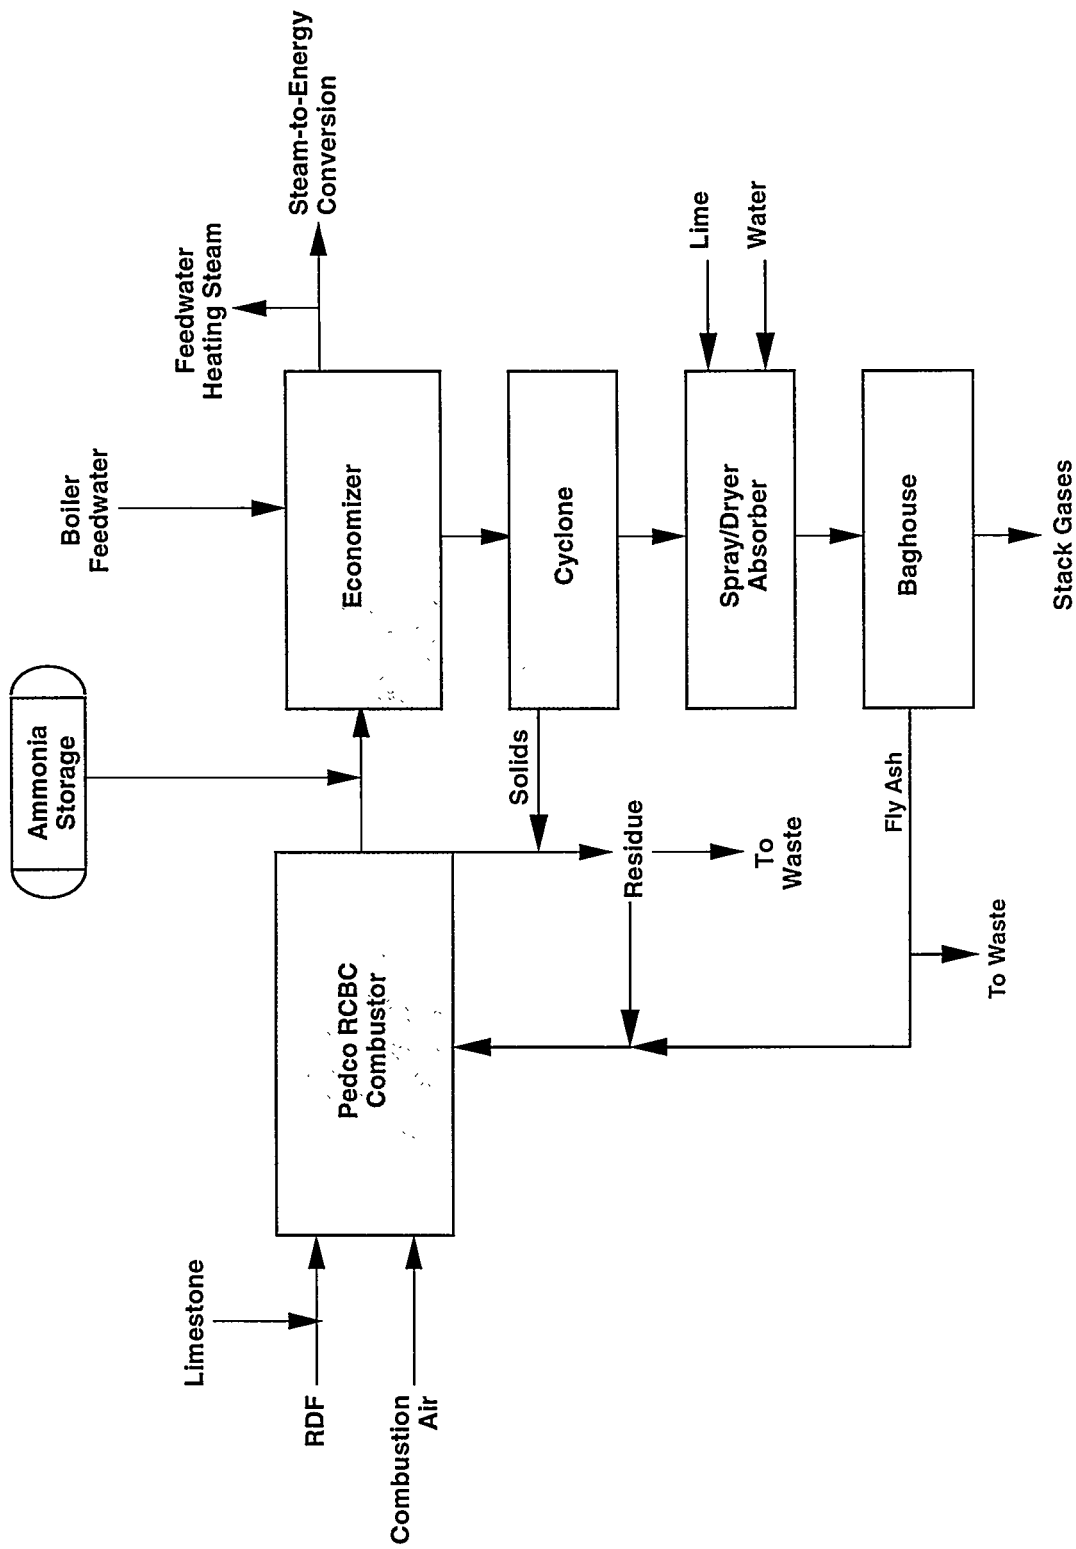 Ammonia
Storage
Boiler
Feedwater
Feedwater
Heating Steam
Steam-to-Energy
Conversion
Limestone
RDF
Combustion
Air
Pedco RCBC
Combustor
Economizer
Solids
Cyclone
Residue
To
Waste
Spray/Dryer
Absorber
Lime
Water
Fly Ash
Baghouse
To Waste
Stack Gases